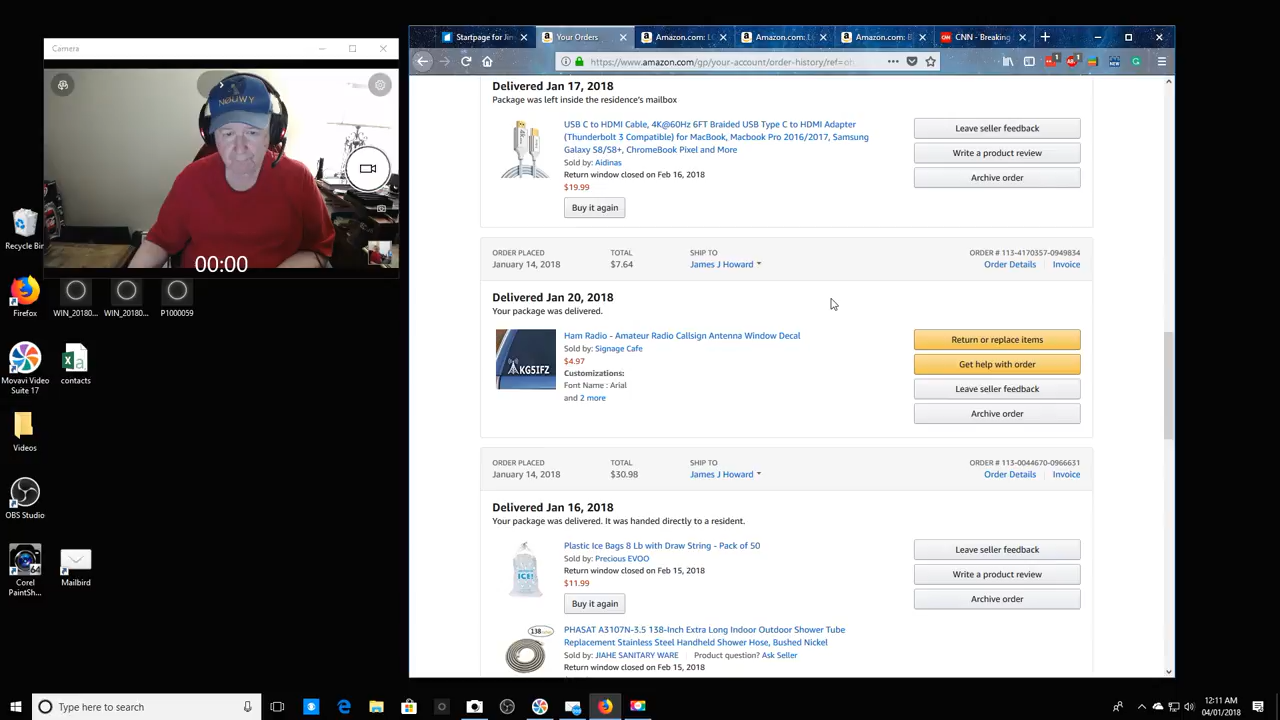 Camera
NØUWY
00:00
Recycle Bin
Firefox
WIN_20180...
WIN_20180...
P1000059
Movavi Video
Suite 17
contacts
Videos
OBS Studio
Corel
PaintSh...
Mailbird
Startpage for Jim
Your Orders
Amazon.com: L
Amazon.com: L
Amazon.com: B
CNN - Breaking
https://www.amazon.com/gp/your-account/order-history/ref=oh
Delivered Jan 17, 2018
Package was left inside the residence's mailbox
USB C to HDMI Cable, 4K@60Hz 6FT Braided USB Type C to HDMI Adapter
(Thunderbolt 3 Compatible) for MacBook, Macbook Pro 2016/2017, Samsung
Galaxy S8/S8+, ChromeBook Pixel and More
Sold by: Aidinas
Return window closed on Feb 16, 2018
$19.99
Buy it again
Leave seller feedback
Write a product review
Archive order
ORDER PLACED
January 14, 2018
TOTAL
$7.64
SHIP TO
James J Howard
ORDER # 113-4170357-0949834
Order Details
Invoice
Delivered Jan 20, 2018
Your package was delivered.
KG5IFZ
Ham Radio - Amateur Radio Callsign Antenna Window Decal
Sold by: Signage Cafe
$4.97
Customizations:
Font Name : Arial
and 2 more
Return or replace items
Get help with order
Leave seller feedback
Archive order
ORDER PLACED
January 14, 2018
TOTAL
$30.98
SHIP TO
James J Howard
ORDER # 113-0044670-0966631
Order Details
Invoice
Delivered Jan 16, 2018
Your package was delivered. It was handed directly to a resident.
ICE!
Plastic Ice Bags 8 Lb with Draw String - Pack of 50
Sold by: Precious EVOO
Return window closed on Feb 15, 2018
$11.99
Buy it again
Leave seller feedback
Write a product review
Archive order
138
PHASAT A3107N-3.5 138-Inch Extra Long Indoor Outdoor Shower Tube
Replacement Stainless Steel Handheld Shower Hose, Bushed Nickel
Sold by: JIAHE SANITARY WARE
Product question? Ask Seller
Return window closed on Feb 15, 2018
Type here to search
12:11 AM
04/01/2018